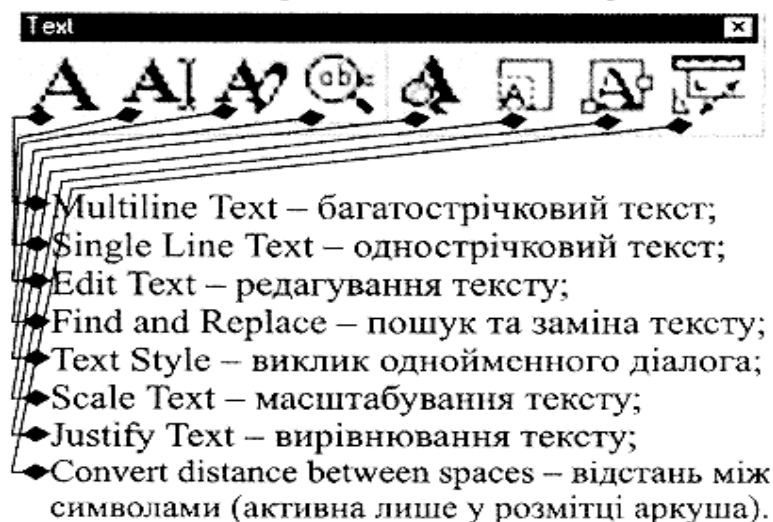 Text
Multiline Text – багатострічковий текст;
Single Line Text – однострічковий текст;
Edit Text – редагування тексту;
Find and Replace – пошук та заміна тексту;
Text Style – виклик однойменного діалога;
Scale Text – масштабування тексту;
Justify Text – вирівнювання тексту;
Convert distance between spaces – відстань між
символами (активна лише у розмітці аркуша).